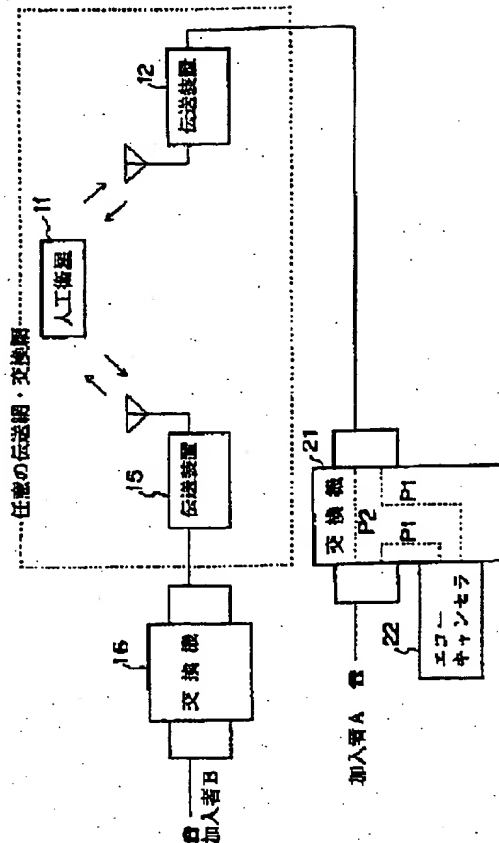 任意の伝送網・交換網
11
人工衛星
12
伝送装置
15
伝送装置
16
交換機
加入者B
21
交換機
P2
P1
P1
22
エコー
キャンセラ
加入者A